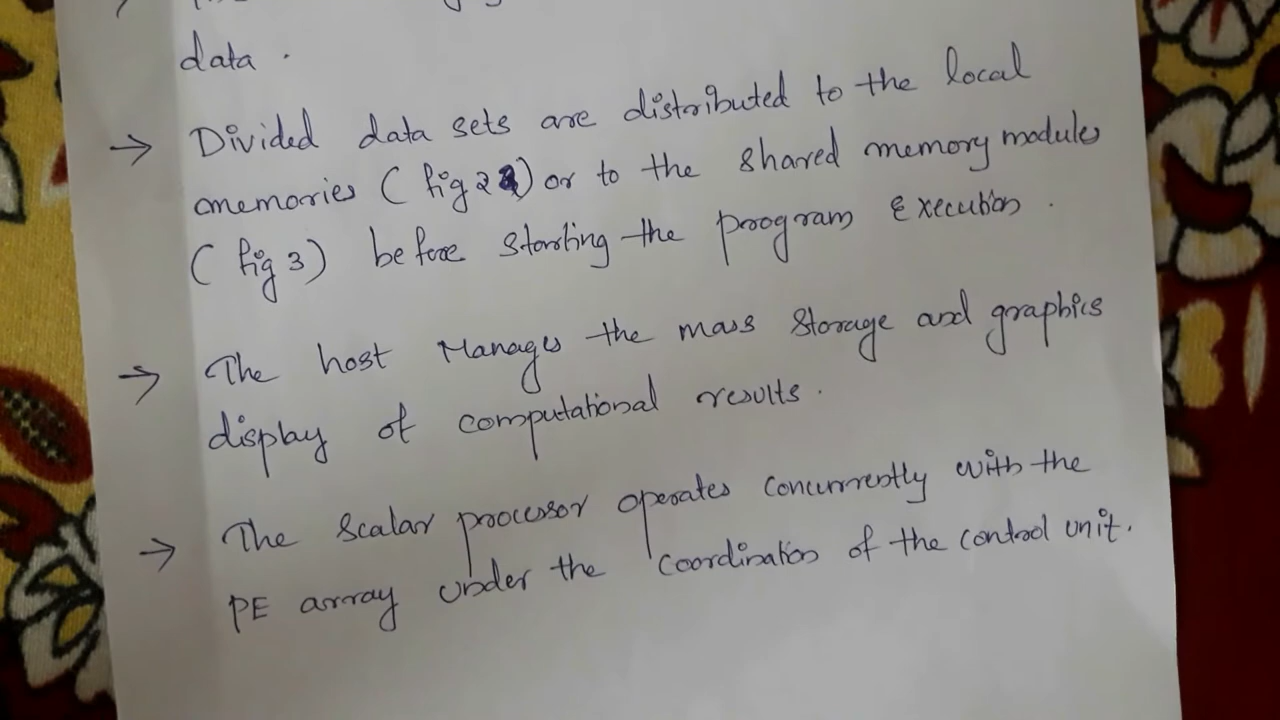 data.
→ Divided data sets are distributed to the local
memories (fig 2) or to the shared memory modules
(fig 3) before starting the program Execution.
→ The host Manages the mass storage and graphics
display of computational results.
→ The scalar processor operates concurrently with the
PE array under the coordination of the control unit.